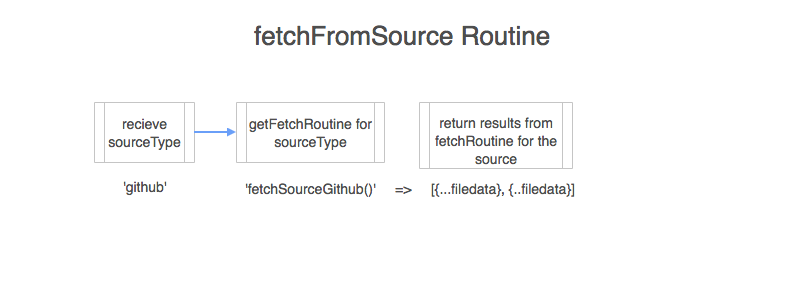 fetchFromSource Routine
recieve
sourceType
getFetchRoutine for
sourceType
return results from
fetchRoutine for the
source
'github'
'fetchSourceGithub()' => [{...filedata}, {..filedata}]